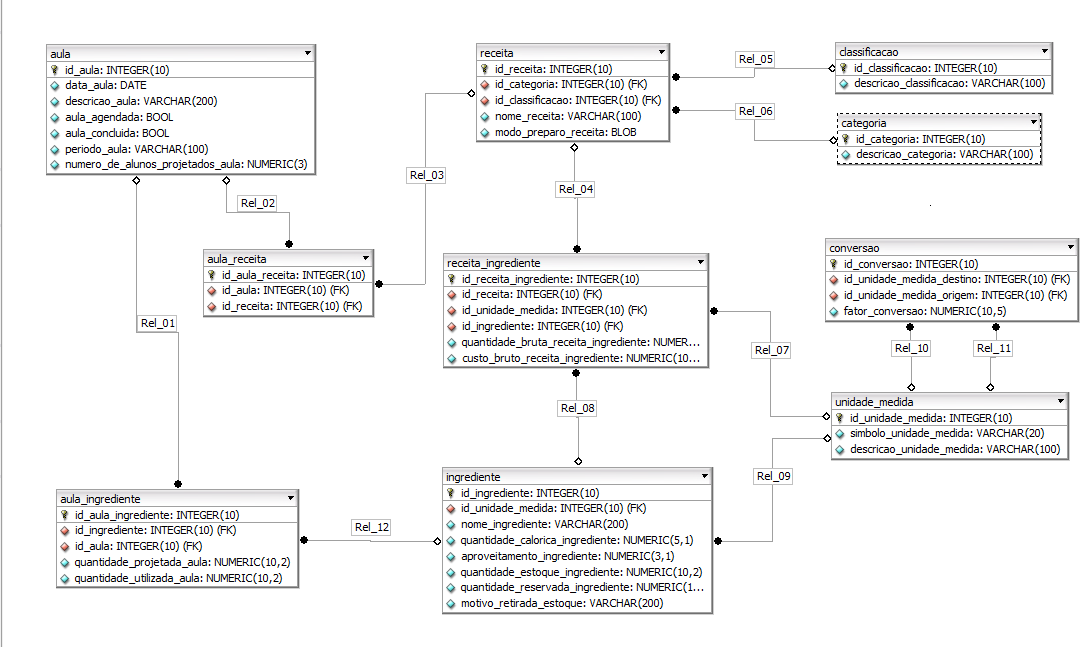 aula
id_aula: INTEGER(10)
data_aula: DATE
descricao_aula: VARCHAR(200)
aula_agendada: BOOL
aula_concluida: BOOL
periodo_aula: VARCHAR(100)
numero_de_alunos_projetados_aula: NUMERIC(3)
receita
id_receita: INTEGER(10)
id_categoria: INTEGER(10) (FK)
id_classificacao: INTEGER(10) (FK)
nome_receita: VARCHAR(100)
modo_preparo_receita: BLOB
Rel_05
Rel_06
classificacao
id_classificacao: INTEGER(10)
descricao_classificacao: VARCHAR(100)
categoria
id_categoria: INTEGER(10)
descricao_categoria: VARCHAR(100)
Rel_03
Rel_04
Rel_02
aula_receita
id_aula_receita: INTEGER(10)
id_aula: INTEGER(10) (FK)
id_receita: INTEGER(10) (FK)
receita_ingrediente
id_receita_ingrediente: INTEGER(10)
id_receita: INTEGER(10) (FK)
id_unidade_medida: INTEGER(10) (FK)
id_ingrediente: INTEGER(10) (FK)
quantidade_bruta_receita_ingrediente: NUMER...
custo_bruto_receita_ingrediente: NUMERIC(10...
conversao
id_conversao: INTEGER(10)
id_unidade_medida_destino: INTEGER(10) (FK)
id_unidade_medida_origem: INTEGER(10) (FK)
fator_conversao: NUMERIC(10,5)
Rel_01
Rel_07
Rel_10
Rel_11
Rel_08
unidade_medida
id_unidade_medida: INTEGER(10)
simbolo_unidade_medida: VARCHAR(20)
descricao_unidade_medida: VARCHAR(100)
Rel_09
aula_ingrediente
id_aula_ingrediente: INTEGER(10)
id_ingrediente: INTEGER(10) (FK)
id_aula: INTEGER(10) (FK)
quantidade_projetada_aula: NUMERIC(10,2)
quantidade_utilizada_aula: NUMERIC(10,2)
Rel_12
ingrediente
id_ingrediente: INTEGER(10)
id_unidade_medida: INTEGER(10) (FK)
nome_ingrediente: VARCHAR(200)
quantidade_calorica_ingrediente: NUMERIC(5,1)
aproveitamento_ingrediente: NUMERIC(3,1)
quantidade_estoque_ingrediente: NUMERIC(10,2)
quantidade_reservada_ingrediente: NUMERIC(1...
motivo_retirada_estoque: VARCHAR(200)